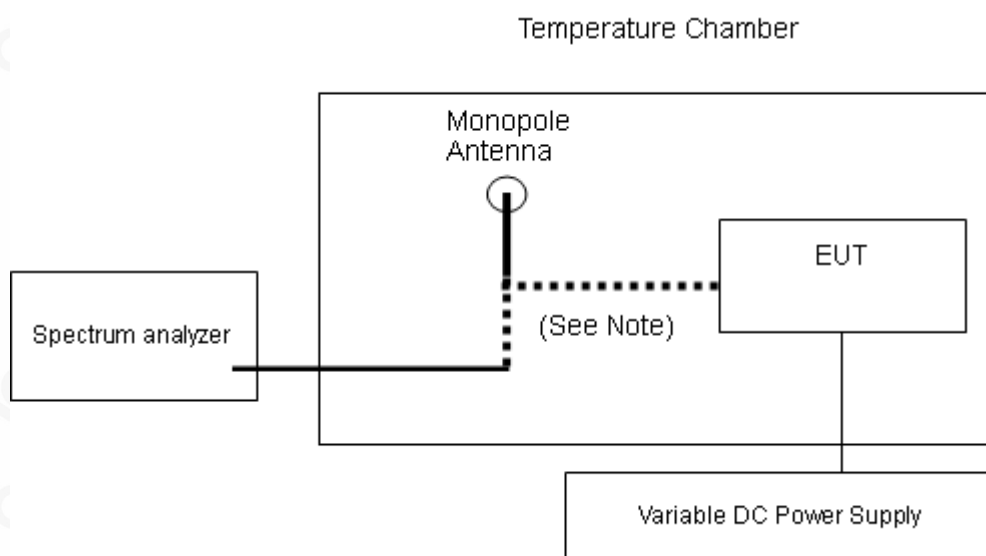 Temperature Chamber
Monopole
Antenna
EUT
(See Note)
Spectrum analyzer
Variable DC Power Supply